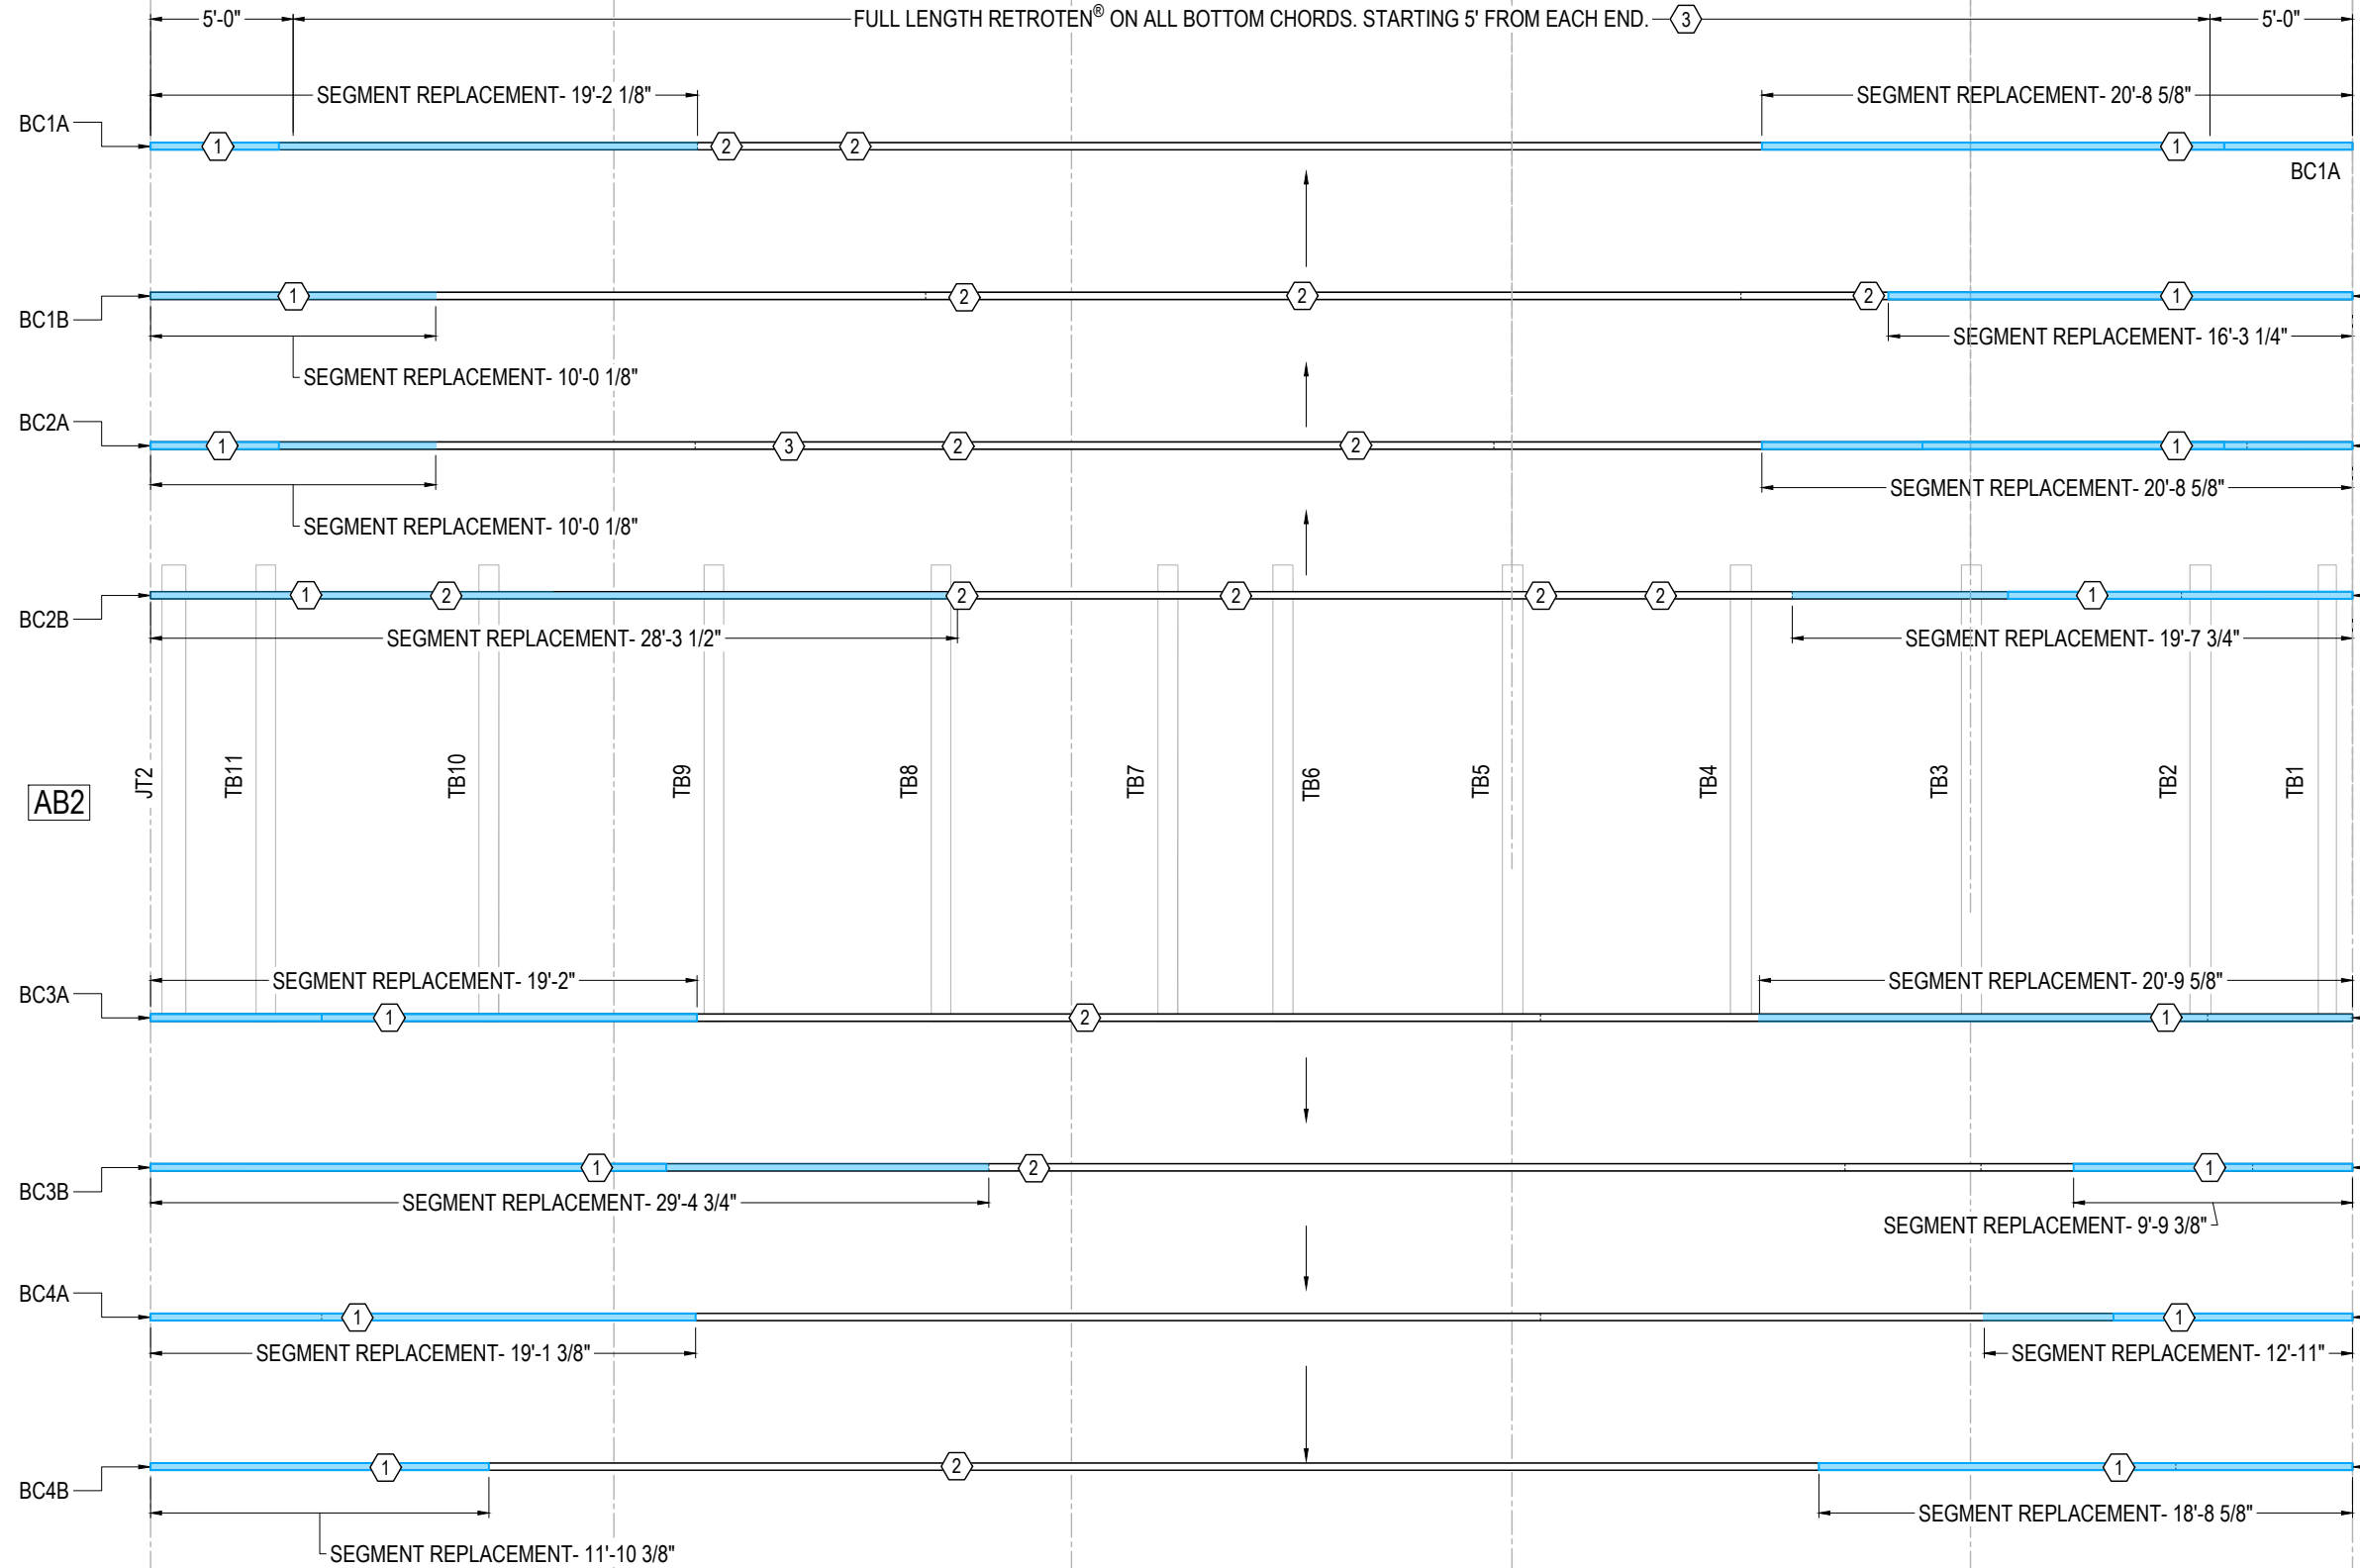 5'-0" FULL LENGTH RETROTEN® ON ALL BOTTOM CHORDS. STARTING 5' FROM EACH END. 3 5'-0"
SEGMENT REPLACEMENT- 19'-2 1/8" SEGMENT REPLACEMENT- 20'-8 5/8"
BC1A 1 2 2 1
BC1A
BC1B 1 2 2 2 1
SEGMENT REPLACEMENT- 16'-3 1/4"
SEGMENT REPLACEMENT- 10'-0 1/8"
BC2A 1 3 2 2 1
SEGMENT REPLACEMENT- 20'-8 5/8"
SEGMENT REPLACEMENT- 10'-0 1/8"
BC2B 1 2 2 2 2 2 1
SEGMENT REPLACEMENT- 28'-3 1/2" SEGMENT REPLACEMENT- 19'-7 3/4"
AB2 JT2 TB11 TB10 TB9 TB8 TB7 TB6 TB5 TB4 TB3 TB2 TB1
SEGMENT REPLACEMENT- 19'-2" SEGMENT REPLACEMENT- 20'-9 5/8"
BC3A 1 2 1
BC3B 1 2 1
SEGMENT REPLACEMENT- 29'-4 3/4"
SEGMENT REPLACEMENT- 9'-9 3/8"
BC4A 1 1
SEGMENT REPLACEMENT- 19'-1 3/8" SEGMENT REPLACEMENT- 12'-11"
BC4B 1 2 1
SEGMENT REPLACEMENT- 18'-8 5/8"
SEGMENT REPLACEMENT- 11'-10 3/8"